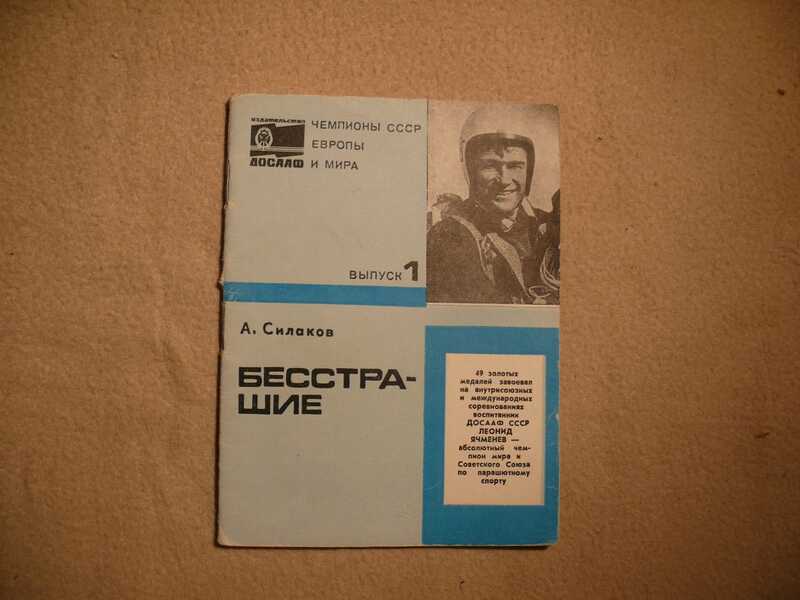 издательство
ДОСААФ
ЧЕМПИОНЫ СССР
ЕВРОПЫ
И МИРА
ВЫПУСК 1
А. Силаков
БЕССТРА-
ШИЕ
49 золотых
медалей завоевал
на внутрисоюзных
и международных
соревнованиях
воспитанник
ДОСААФ СССР
ЛЕОНИД
ЯЧМЕНЕВ —
абсолютный чем-
пион мира и
Советского Союза
по парашютному
спорту